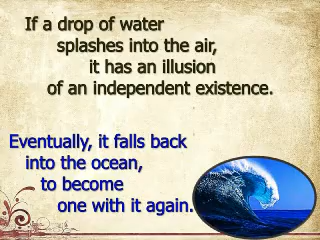 If a drop of water
splashes into the air,
it has an illusion
of an independent existence.
Eventually, it falls back
into the ocean,
to become
one with it again.